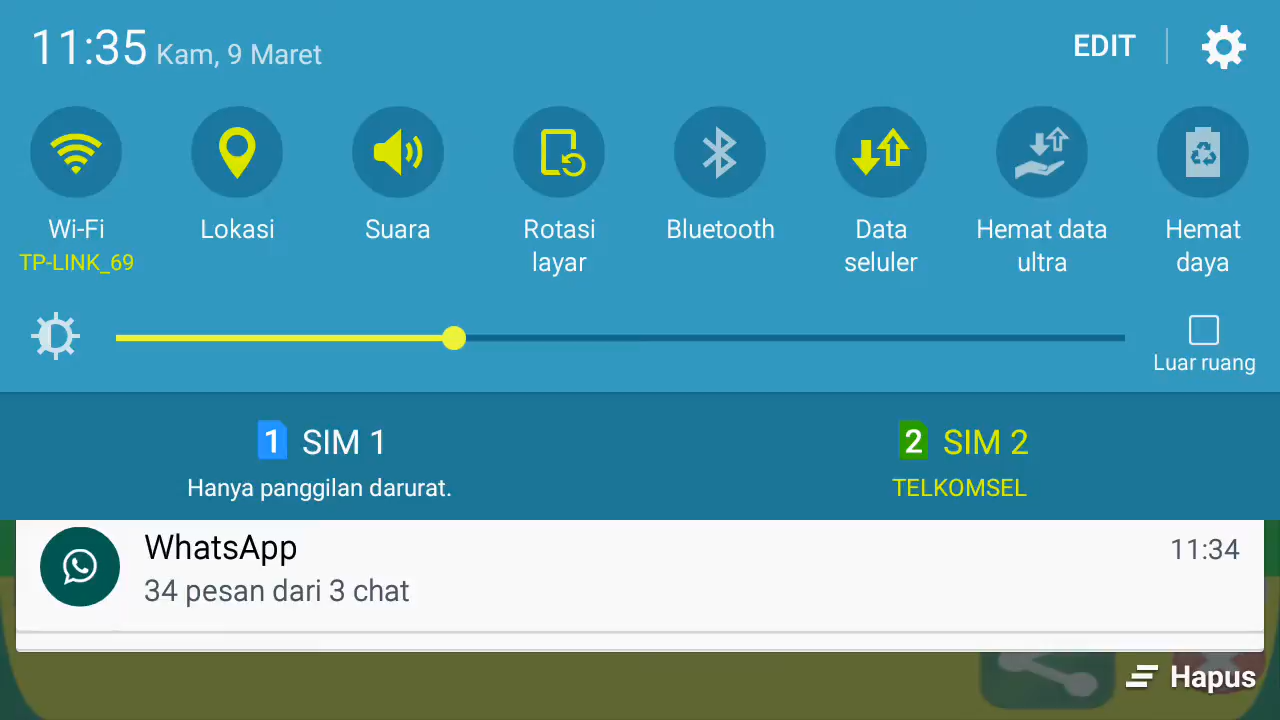 11:35 Kam, 9 Maret
EDIT
Wi-Fi
TP-LINK_69
Lokasi
Suara
Rotasi
layar
Bluetooth
Data
seluler
Hemat data
ultra
Hemat
daya
Luar ruang
1 SIM 1
Hanya panggilan darurat.
2 SIM 2
TELKOMSEL
WhatsApp
11:34
34 pesan dari 3 chat
Hapus